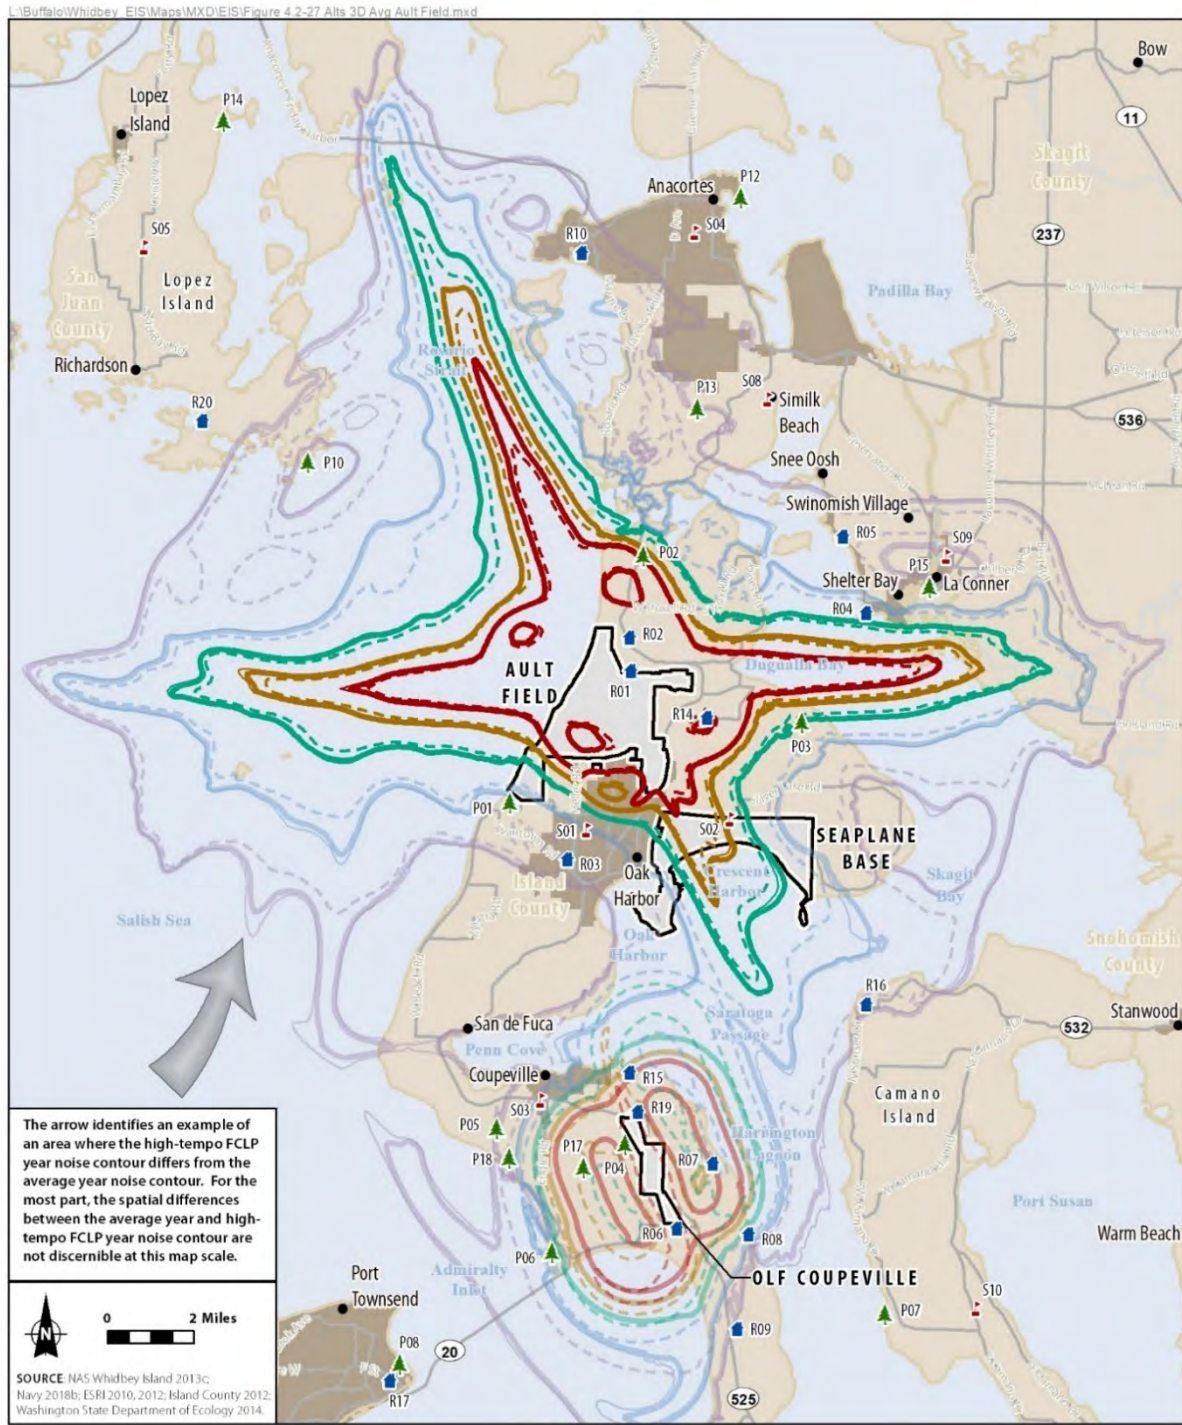 L:\Buffalo\Whidbey_EIS\Maps\MXD\EIS\Figure 4.2-27 Alts 3D Avg Ault Field.mxd
Bow
Lopez
Island
P14
11
Skagit
County
Anacortes
P12
S05
R10
S04
D Ave
237
San
Juan
County
Lopez
Island
Padilla Bay
Rosario
Strait
Richardson
S08
P13
Similk
Beach
R20
536
P10
Snee Oosh
Swinomish Village
R05
P02
S09
P15
Shelter Bay
La Conner
R04
R02
AULT
FIELD
R01
Dugualla Bay
R14
P03
P01
S01
S02
SEAPLANE
BASE
R03
Oak
Harbor
Crescent
Harbor
Island
County
Skagit
Bay
Salish Sea
Oak
Harbor
Snohomish
County
R16
Saratoga
Passage
Stanwood
532
San de Fuca
Penn Cove
Coupeville
R15
Camano
Island
S03
R19
P05
Harrington
Lagoon
P17
P18
P04
R07
Port Susan
R06
R08
Warm Beach
P06
Admiralty
Inlet
OLF COUPEVILLE
Port
Townsend
P07
S10
R09
20
P08
R17
525
The arrow identifies an example of
an area where the high-tempo FCLP
year noise contour differs from the
average year noise contour. For the
most part, the spatial differences
between the average year and high-
tempo FCLP year noise contour are
not discernible at this map scale.
N
0 2 Miles
SOURCE: NAS Whidbey Island 2013c;
Navy 2018b; ESRI 2010, 2012; Island County 2012;
Washington State Department of Ecology 2014.